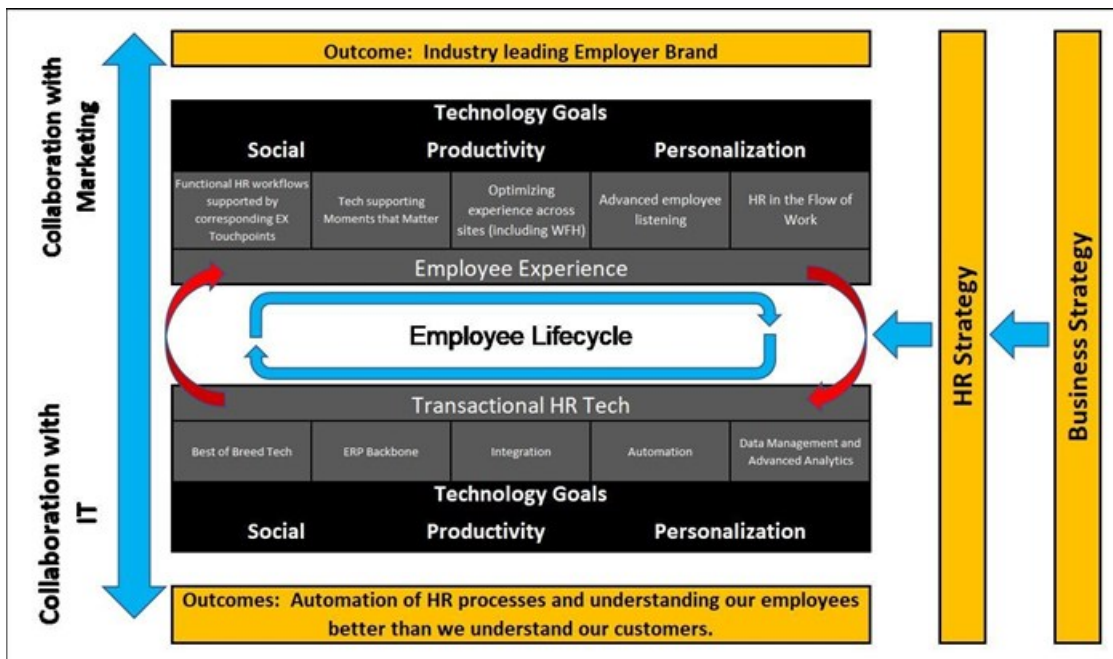 Outcome:  Industry leading Employer Brand
Collaboration with
Marketing
Technology Goals
Social
Productivity
Personalization
Functional HR workflows
supported by
corresponding EX
Touchpoints
Tech supporting
Moments that Matter
Optimizing
experience across
sites (including WFH)
Advanced employee
listening
HR in the Flow of
Work
Employee Experience
Employee Lifecycle
Transactional HR Tech
Best of Breed Tech
ERP Backbone
Integration
Automation
Data Management and
Advanced Analytics
Technology Goals
Social
Productivity
Personalization
Collaboration with
IT
Outcomes:  Automation of HR processes and understanding our employees
better than we understand our customers.
HR Strategy
Business Strategy